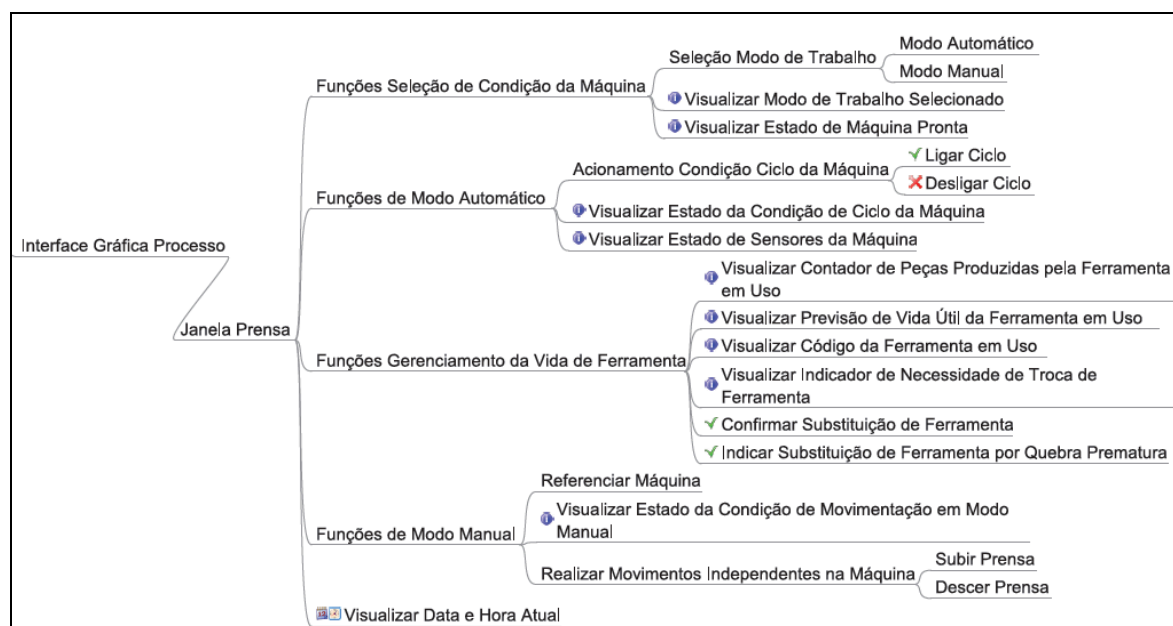 Interface Gráfica Processo
Janela Prensa
Funções Seleção de Condição da Máquina
Seleção Modo de Trabalho
Modo Automático
Modo Manual
Visualizar Modo de Trabalho Selecionado
Visualizar Estado de Máquina Pronta
Funções de Modo Automático
Acionamento Condição Ciclo da Máquina
Ligar Ciclo
Desligar Ciclo
Visualizar Estado da Condição de Ciclo da Máquina
Visualizar Estado de Sensores da Máquina
Funções Gerenciamento da Vida de Ferramenta
Visualizar Contador de Peças Produzidas pela Ferramenta
em Uso
Visualizar Previsão de Vida Útil da Ferramenta em Uso
Visualizar Código da Ferramenta em Uso
Visualizar Indicador de Necessidade de Troca de
Ferramenta
Confirmar Substituição de Ferramenta
Indicar Substituição de Ferramenta por Quebra Prematura
Funções de Modo Manual
Referenciar Máquina
Visualizar Estado da Condição de Movimentação em Modo
Manual
Realizar Movimentos Independentes na Máquina
Subir Prensa
Descer Prensa
Visualizar Data e Hora Atual